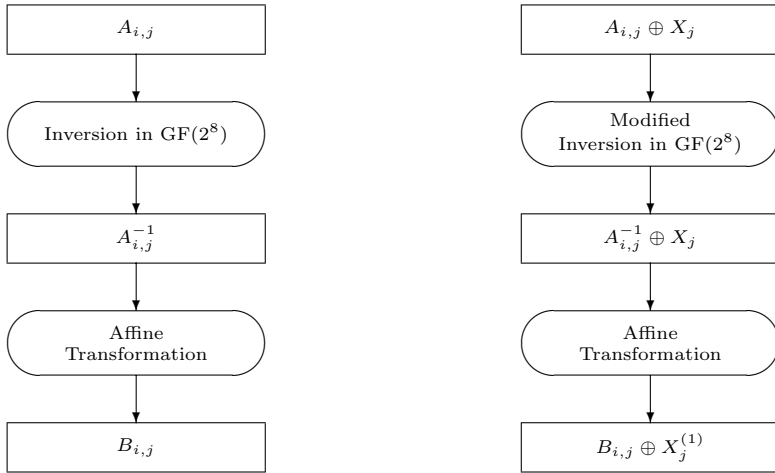 A_{i,j}
Inversion in GF(2^8)
A_{i,j}^{-1}
Affine
Transformation
B_{i,j}
A_{i,j} ⊕ X_j
Modified
Inversion in GF(2^8)
A_{i,j}^{-1} ⊕ X_j
Affine
Transformation
B_{i,j} ⊕ X_j^{(1)}